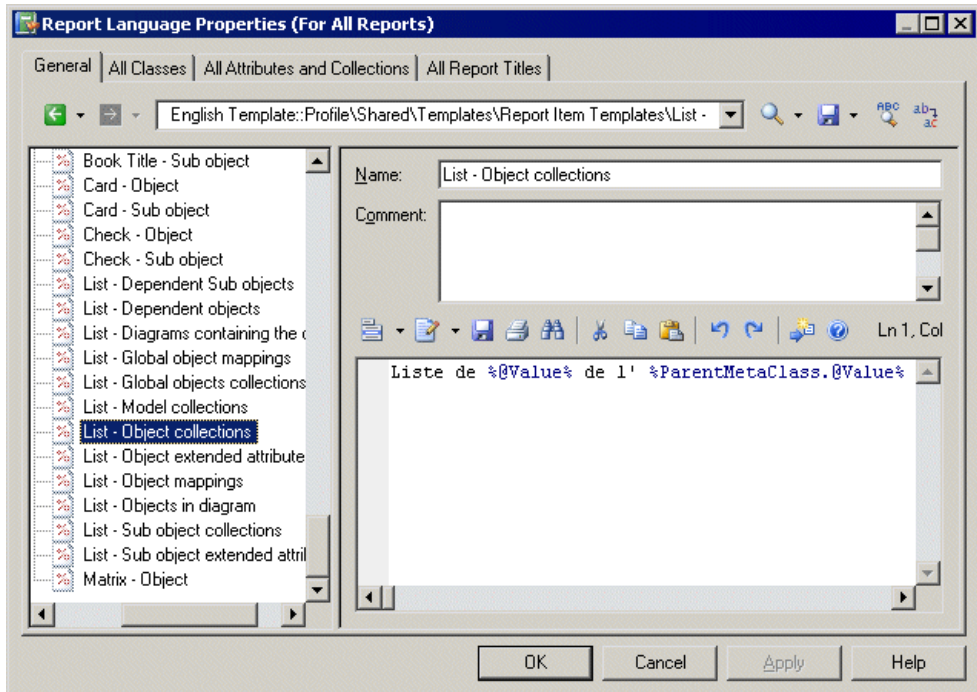 Report Language Properties (For All Reports)
General All Classes All Attributes and Collections All Report Titles
English Template::Profile\Shared\Templates\Report Item Templates\List -
Book Title - Sub object
Card - Object
Card - Sub object
Check - Object
Check - Sub object
List - Dependent Sub objects
List - Dependent objects
List - Diagrams containing the
List - Global object mappings
List - Global objects collections
List - Model collections
List - Object collections
List - Object extended attribute
List - Object mappings
List - Objects in diagram
List - Sub object collections
List - Sub object extended attri
Matrix - Object
Name: List - Object collections
Comment:
Ln 1, Col
Liste de %@Value% de l' %ParentMetaClass.@Value%
OK Cancel Apply Help